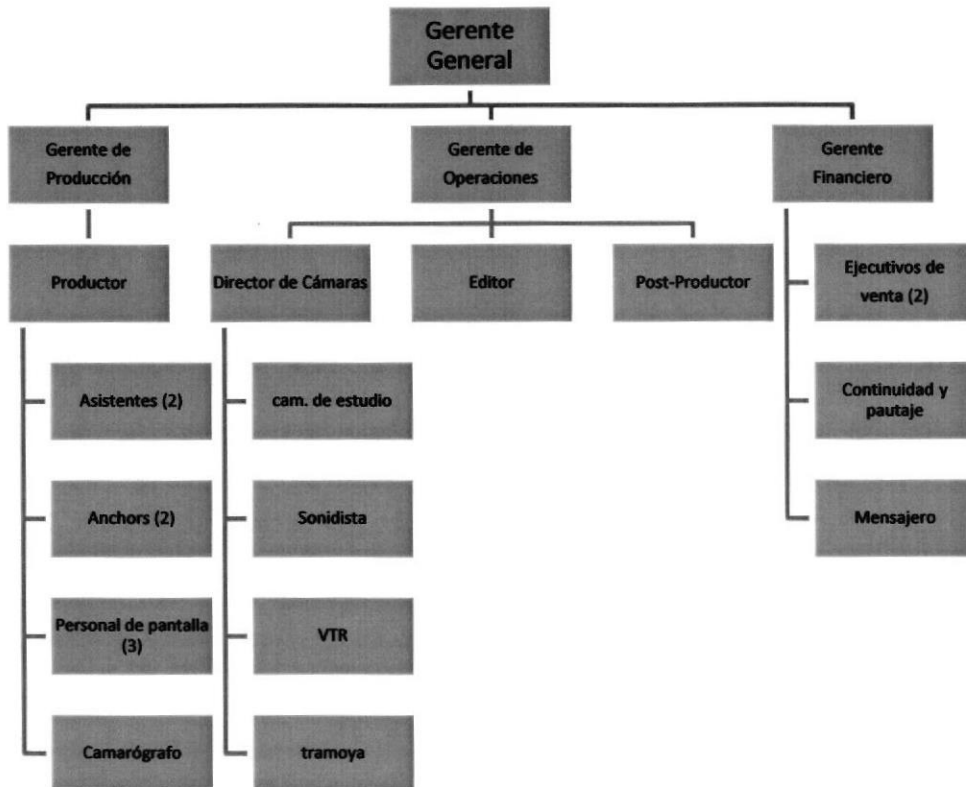 Gerente
General
Gerente de
Producción
Gerente de
Operaciones
Gerente
Financiero
Productor
Director de Cámaras
Editor
Post-Productor
Ejecutivos de
venta (2)
Asistentes (2)
cam. de estudio
Continuidad y
pautaje
Anchors (2)
Sonidista
Mensajero
Personal de pantalla
(3)
VTR
Camarógrafo
tramoya